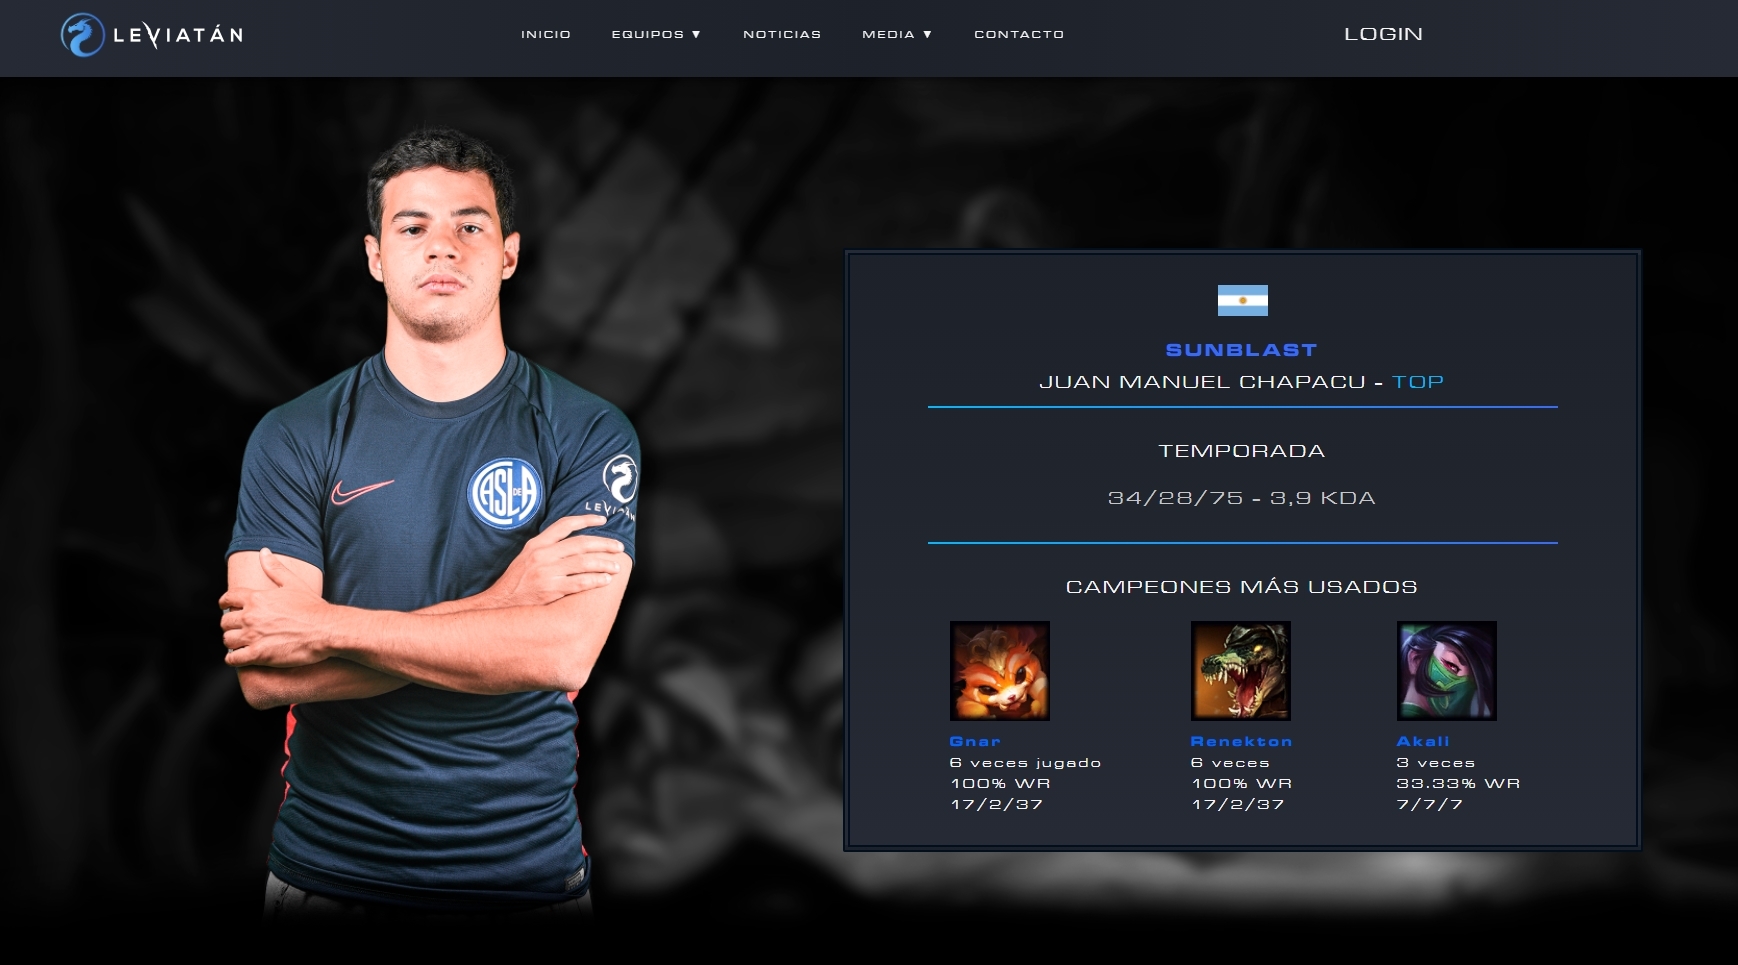 LEVIATÁN
INICIO
EQUIPOS ▼
NOTICIAS
MEDIA ▼
CONTACTO
LOGIN
SUNBLAST
JUAN MANUEL CHAPACU - TOP
TEMPORADA
34/28/75 - 3,9 KDA
CASLA DE
LEVIATÁN
CAMPEONES MÁS USADOS
Gnar
6 veces jugado
100% WR
17/2/37
Renekton
6 veces
100% WR
17/2/37
Akali
3 veces
33.33% WR
7/7/7